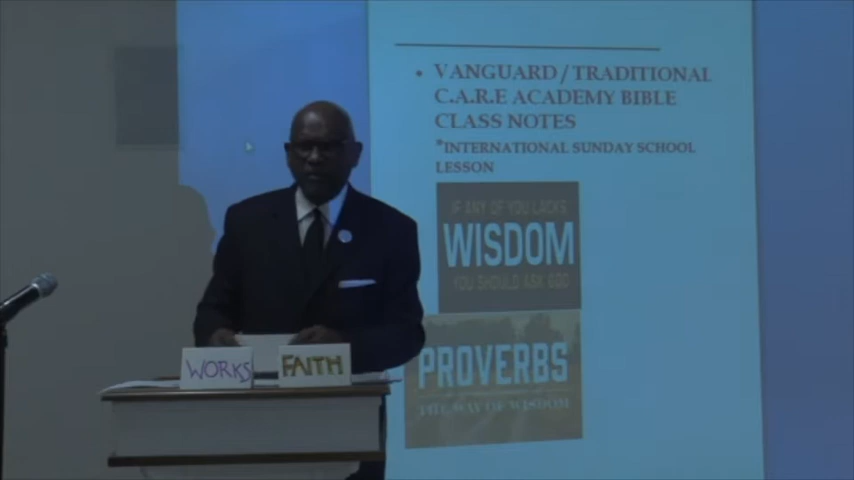 • VANGUARD / TRADITIONAL
C.A.R.E ACADEMY BIBLE
CLASS NOTES
*INTERNATIONAL SUNDAY SCHOOL
LESSON
IF ANY OF YOU LACKS
WISDOM
YOU SHOULD ASK GOD
PROVERBS
THE WAY OF WISDOM
WORKS
FAITH